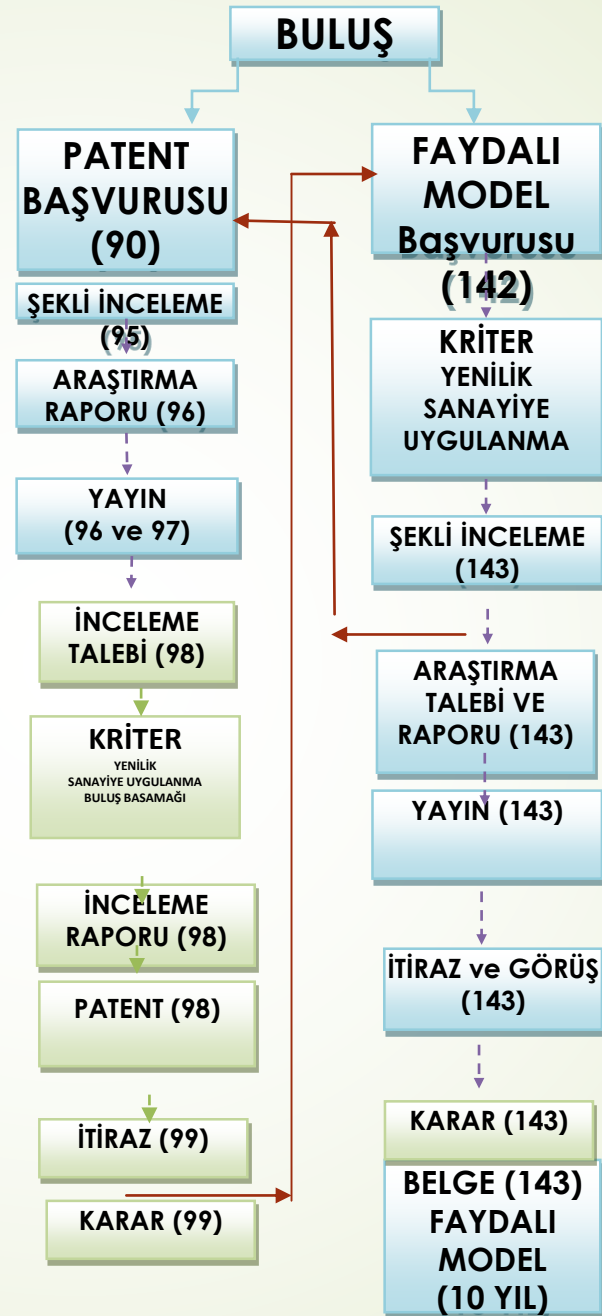 BULUŞ
PATENT
BAŞVURUSU
(90)
ŞEKLİ İNCELEME
(95)
ARAŞTIRMA
RAPORU (96)
YAYIN
(96 ve 97)
İNCELEME
TALEBİ (98)
KRİTER
YENİLİK
SANAYİYE UYGULANMA
BULUŞ BASAMAĞI
İNCELEME
RAPORU (98)
PATENT (98)
İTİRAZ (99)
KARAR (99)
FAYDALI
MODEL
Başvurusu
(142)
KRİTER
YENİLİK
SANAYİYE
UYGULANMA
ŞEKLİ İNCELEME
(143)
ARAŞTIRMA
TALEBİ VE
RAPORU (143)
YAYIN (143)
İTİRAZ ve GÖRÜŞ
(143)
KARAR (143)
BELGE (143)
FAYDALI
MODEL
(10 YIL)